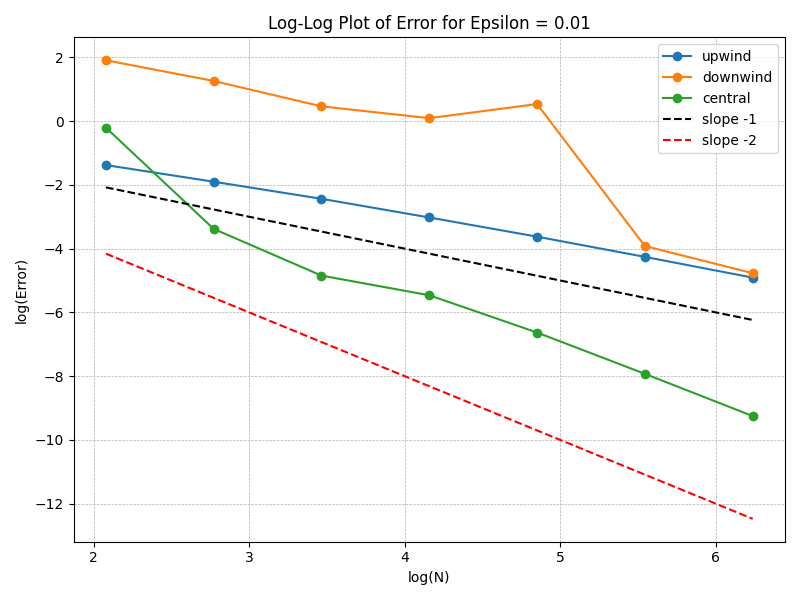 Log-Log Plot of Error for Epsilon = 0.01
upwind
downwind
central
slope -1
slope -2
2
0
−2
−4
−6
−8
−10
−12
log(Error)
2 3 4 5 6
log(N)